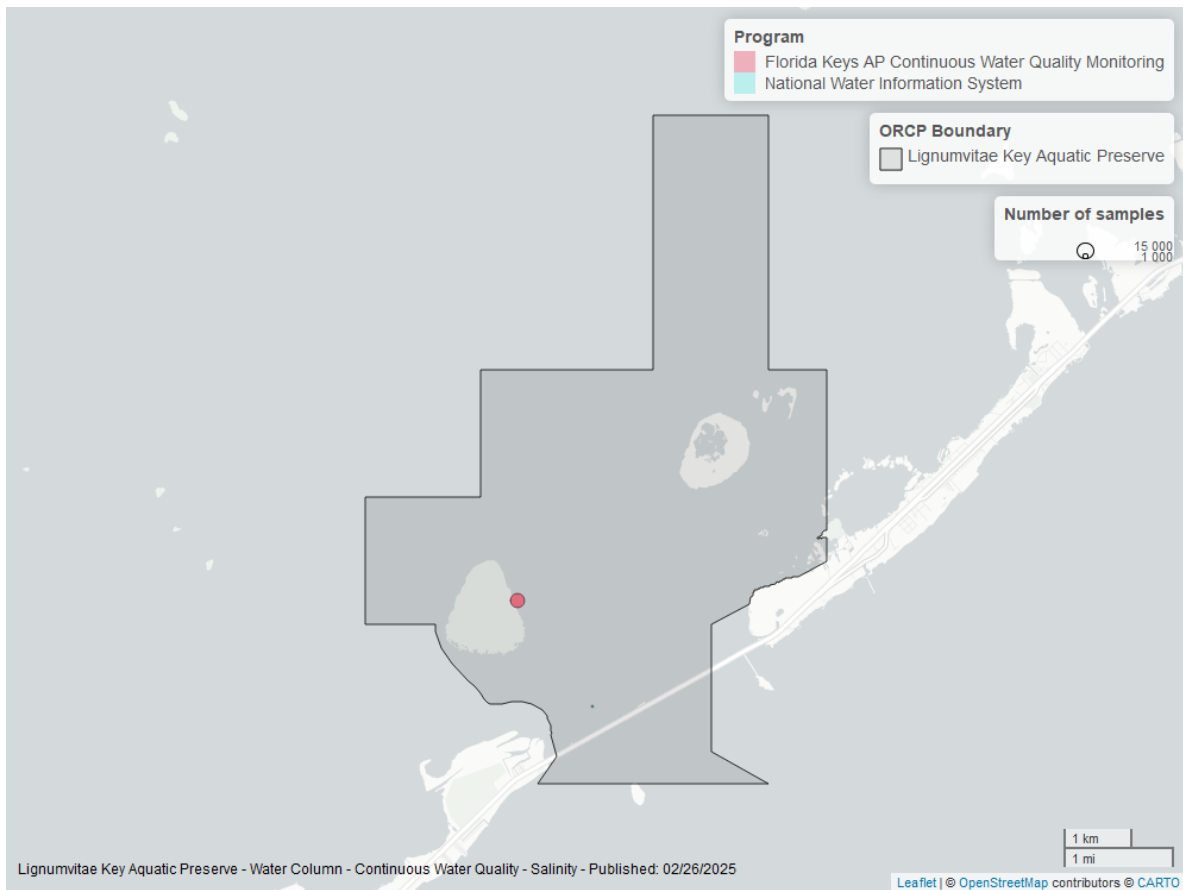 Program
Florida Keys AP Continuous Water Quality Monitoring
National Water Information System
ORCP Boundary
Lignumvitae Key Aquatic Preserve
Number of samples
15 000
1 000
1 km
1 mi
Lignumvitae Key Aquatic Preserve - Water Column - Continuous Water Quality - Salinity - Published: 02/26/2025
Leaflet | © OpenStreetMap contributors © CARTO